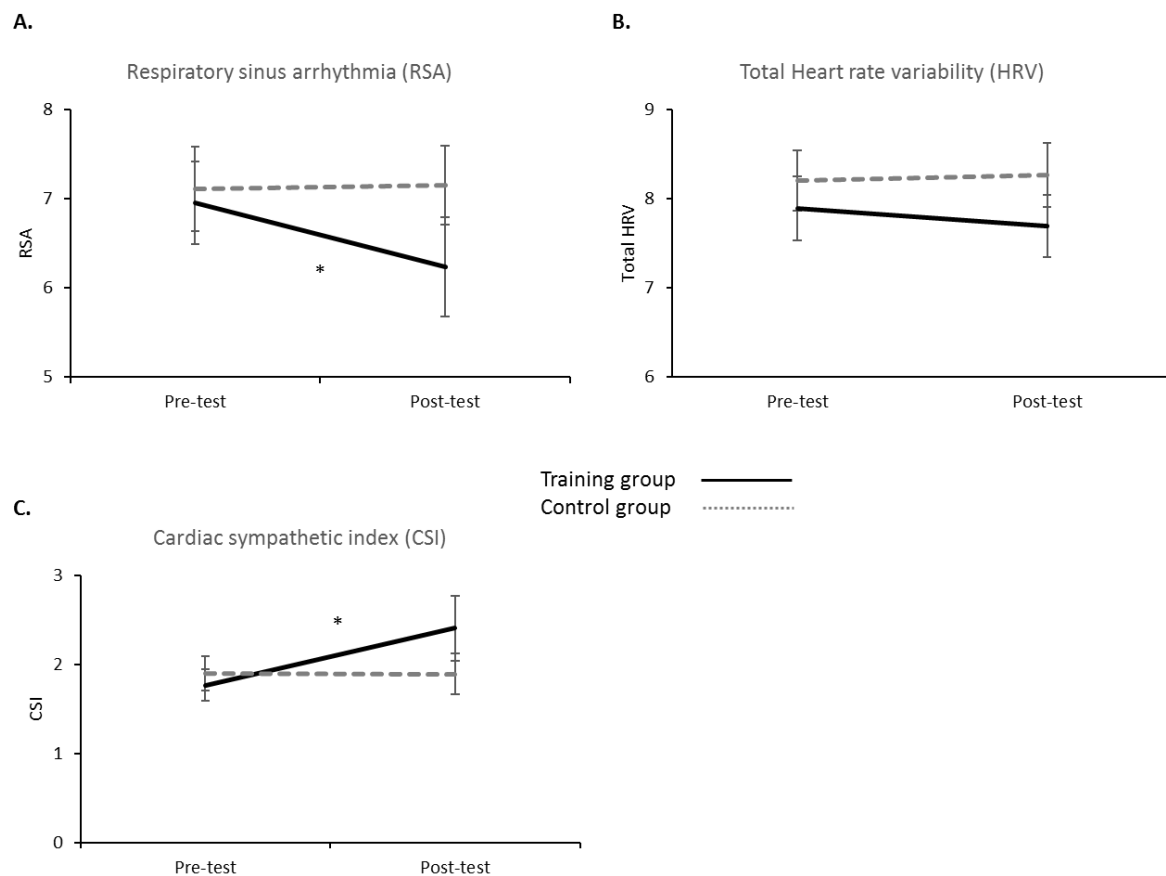 A.
Respiratory sinus arrhythmia (RSA)
8
7
6
5
RSA
*
Pre-test
Post-test
B.
Total Heart rate variability (HRV)
9
8
7
6
Total HRV
Pre-test
Post-test
Training group
Control group
C.
Cardiac sympathetic index (CSI)
3
2
1
0
CSI
*
Pre-test
Post-test